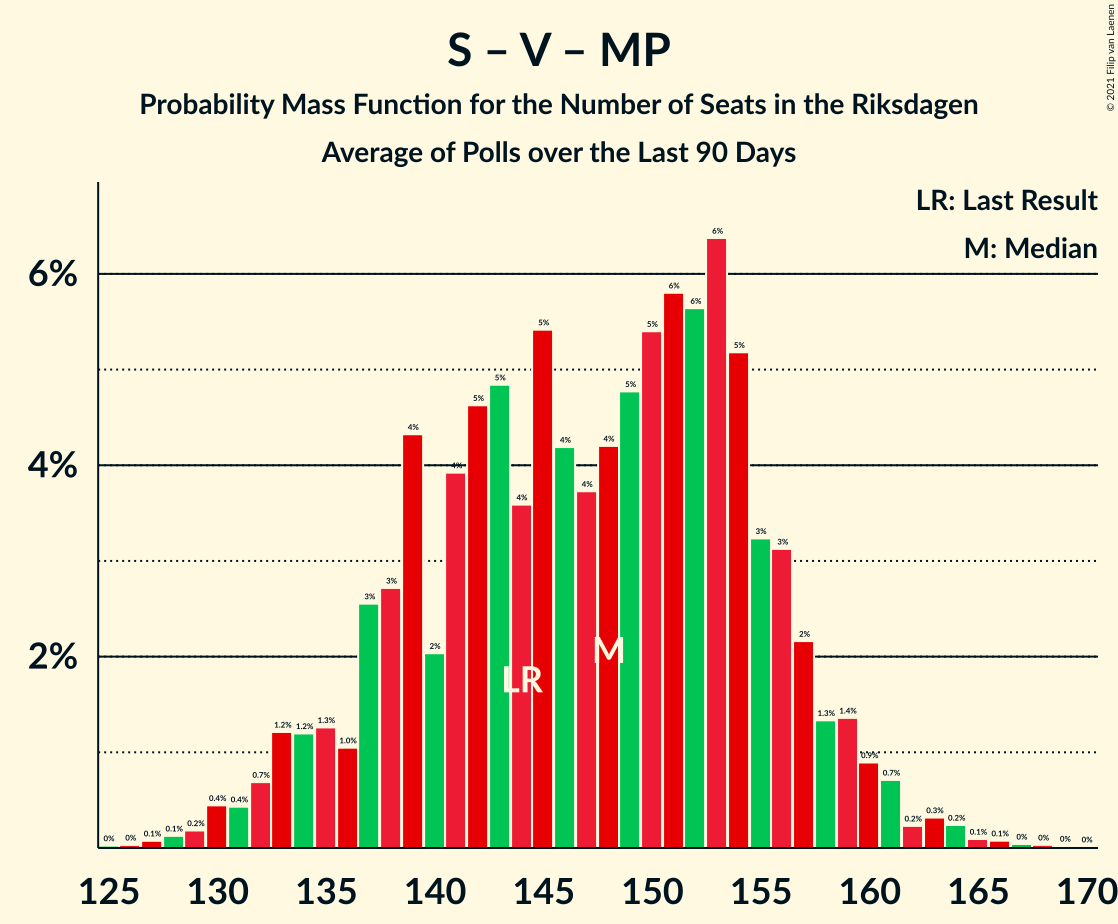 S – V – MP
Probability Mass Function for the Number of Seats in the Riksdagen
Average of Polls over the Last 90 Days
© 2021 Filip van Laenen
LR: Last Result
M: Median
6%
4%
2%
0% 0% 0.1% 0.1% 0.2% 0.4% 0.4% 0.7% 1.2% 1.2% 1.3% 1.0% 3% 3% 4% 2% 4% 5% 5% 4% 5% 4% 4% 4% 5% 5% 6% 6% 6% 5% 3% 3% 2% 1.3% 1.4% 0.9% 0.7% 0.2% 0.3% 0.2% 0.1% 0.1% 0% 0% 0% 0%
LR
M
125 130 135 140 145 150 155 160 165 170